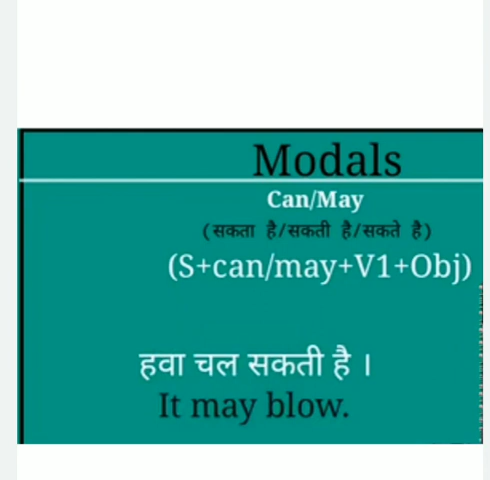 Modals
Can/May
(सकता है/सकती है/सकते है)
(S+can/may+V1+Obj)
हवा चल सकती है ।
It may blow.